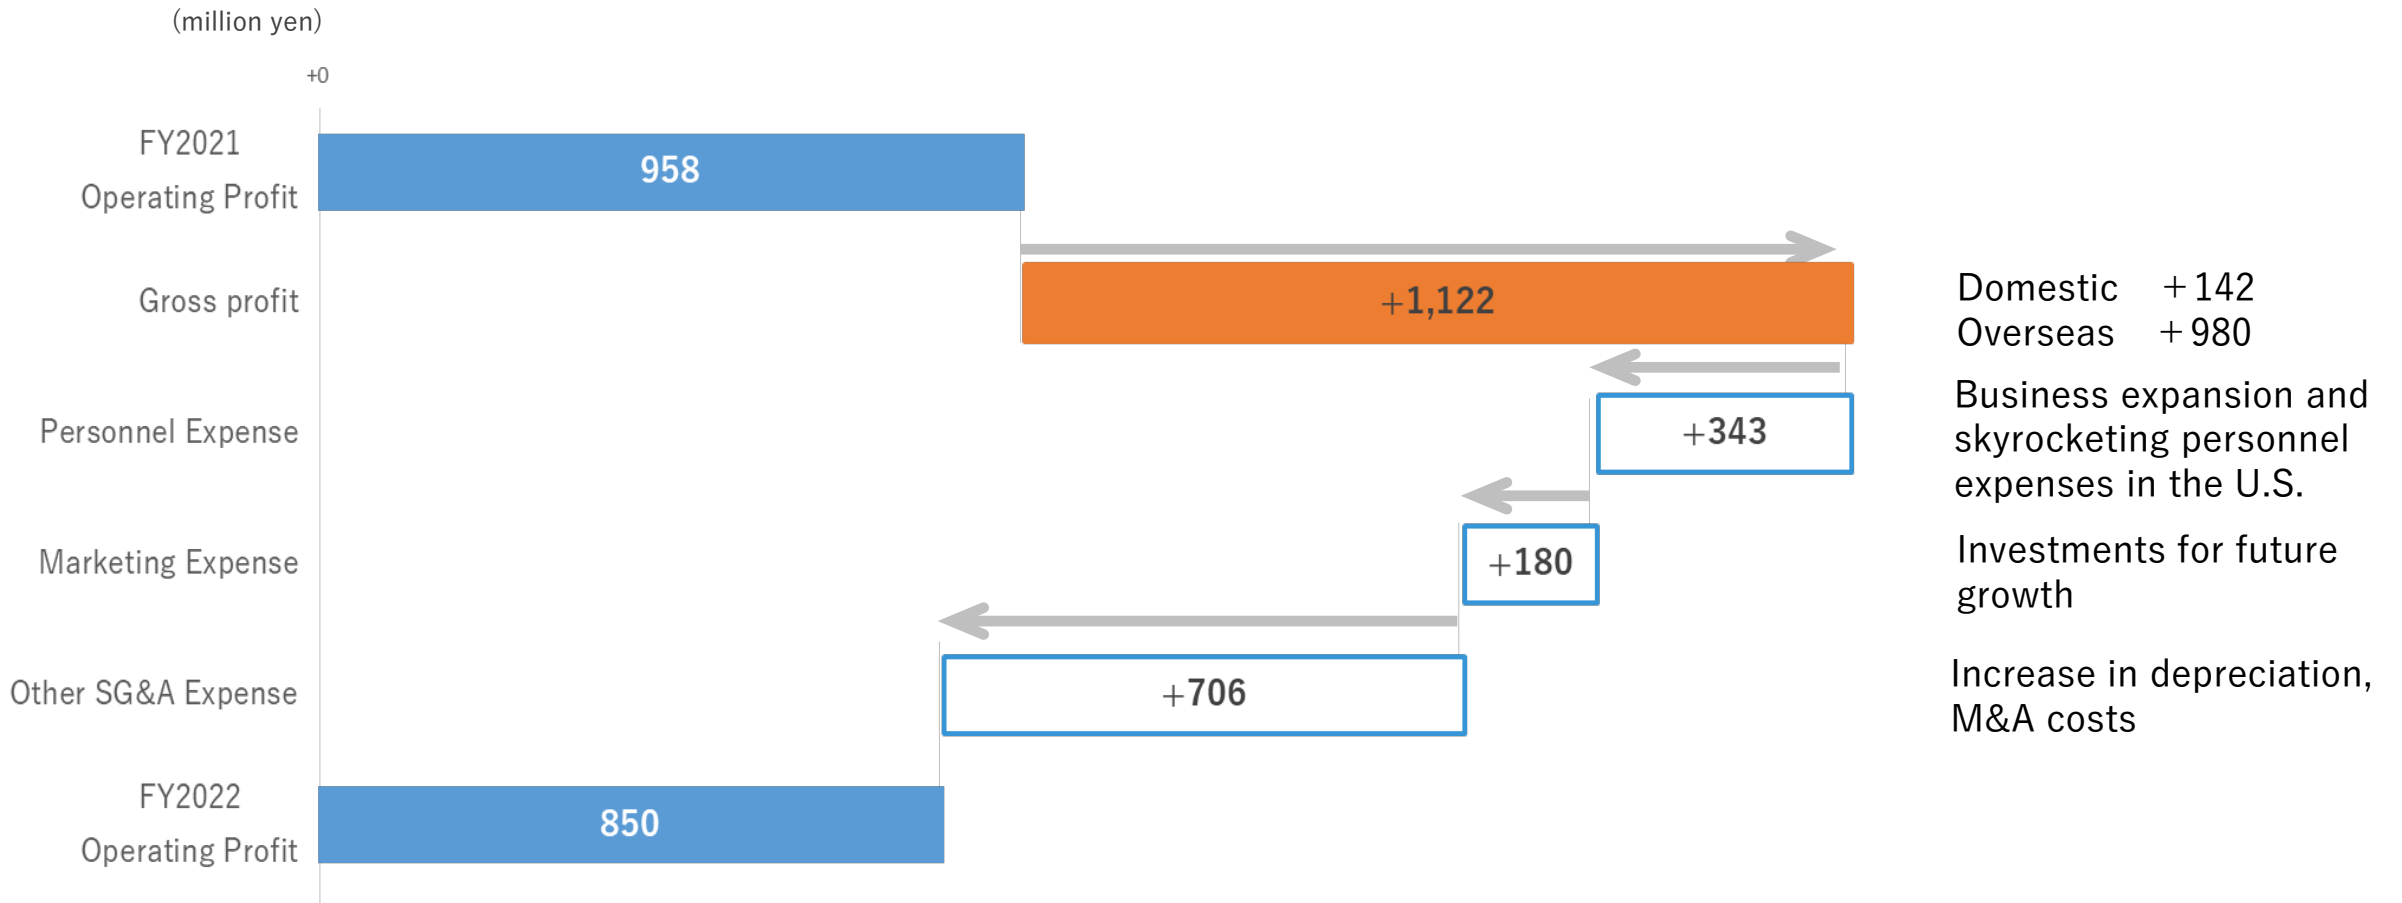 (million yen)
+0
FY2021
Operating Profit
958
Gross profit
+1,122
Domestic +142
Overseas +980
Personnel Expense
+343
Business expansion and
skyrocketing personnel
expenses in the U.S.
Marketing Expense
+180
Investments for future
growth
Other SG&A Expense
+706
Increase in depreciation,
M&A costs
FY2022
Operating Profit
850